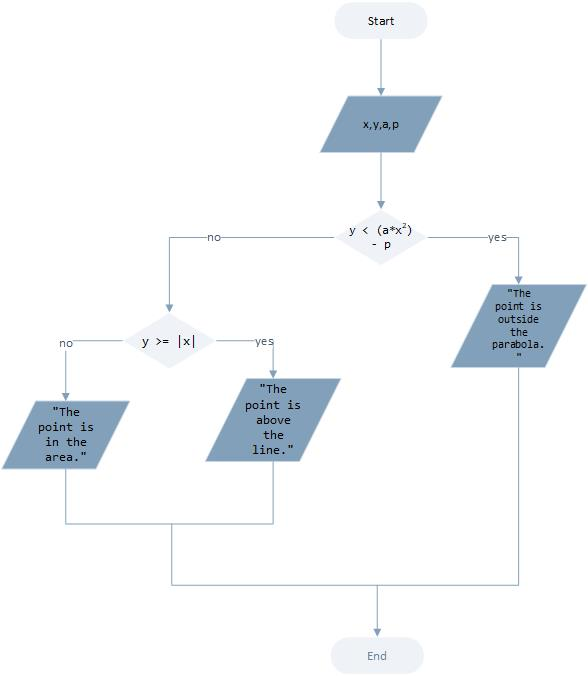 Start
x,y,a,p
y < (a*x²)
- p
no
yes
"The
point is
outside
the
parabola.
"
y >= |x|
no
yes
"The
point is
in the
area."
"The
point is
above
the
line."
End